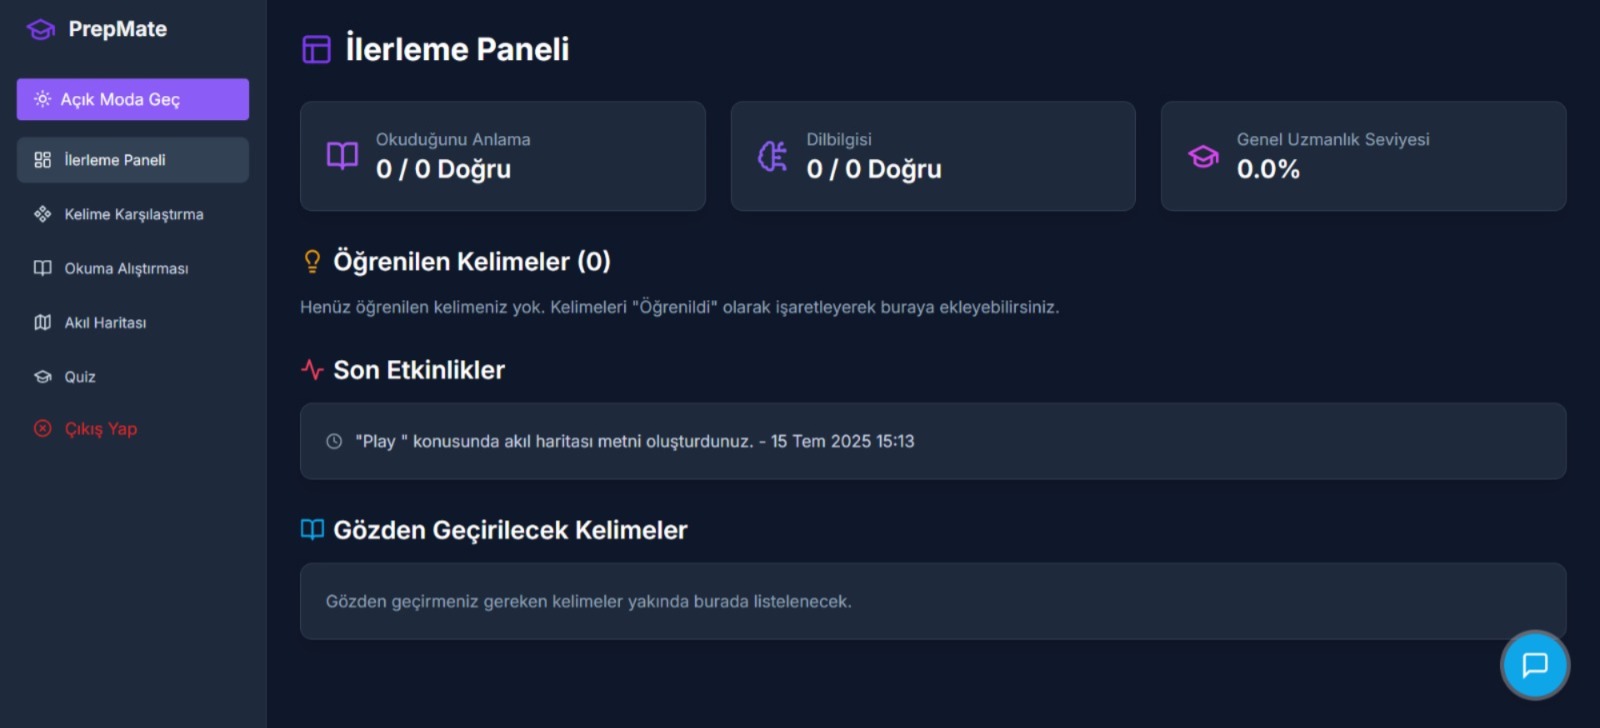 PrepMate
Açık Moda Geç
İlerleme Paneli
Kelime Karşılaştırma
Okuma Alıştırması
Akıl Haritası
Quiz
Çıkış Yap
İlerleme Paneli
Okuduğunu Anlama
0 / 0 Doğru
Dilbilgisi
0 / 0 Doğru
Genel Uzmanlık Seviyesi
0.0%
Öğrenilen Kelimeler (0)
Henüz öğrenilen kelimeniz yok. Kelimeleri "Öğrenildi" olarak işaretleyerek buraya ekleyebilirsiniz.
Son Etkinlikler
"Play " konusunda akıl haritası metni oluşturdunuz. - 15 Tem 2025 15:13
Gözden Geçirilecek Kelimeler
Gözden geçirmeniz gereken kelimeler yakında burada listelenecek.